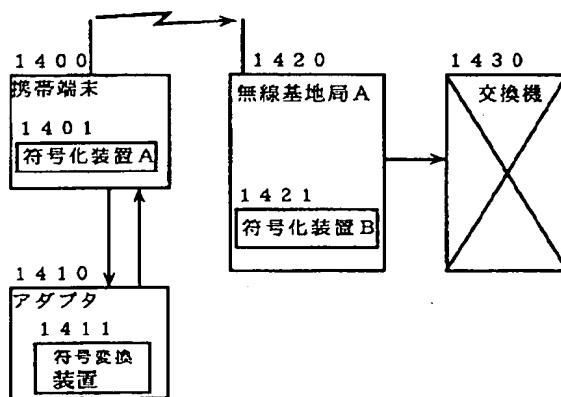 1400
携帯端末
1401
符号化装置A
1410
アダプタ
1411
符号変換
装置
1420
無線基地局A
1421
符号化装置B
1430
交換機